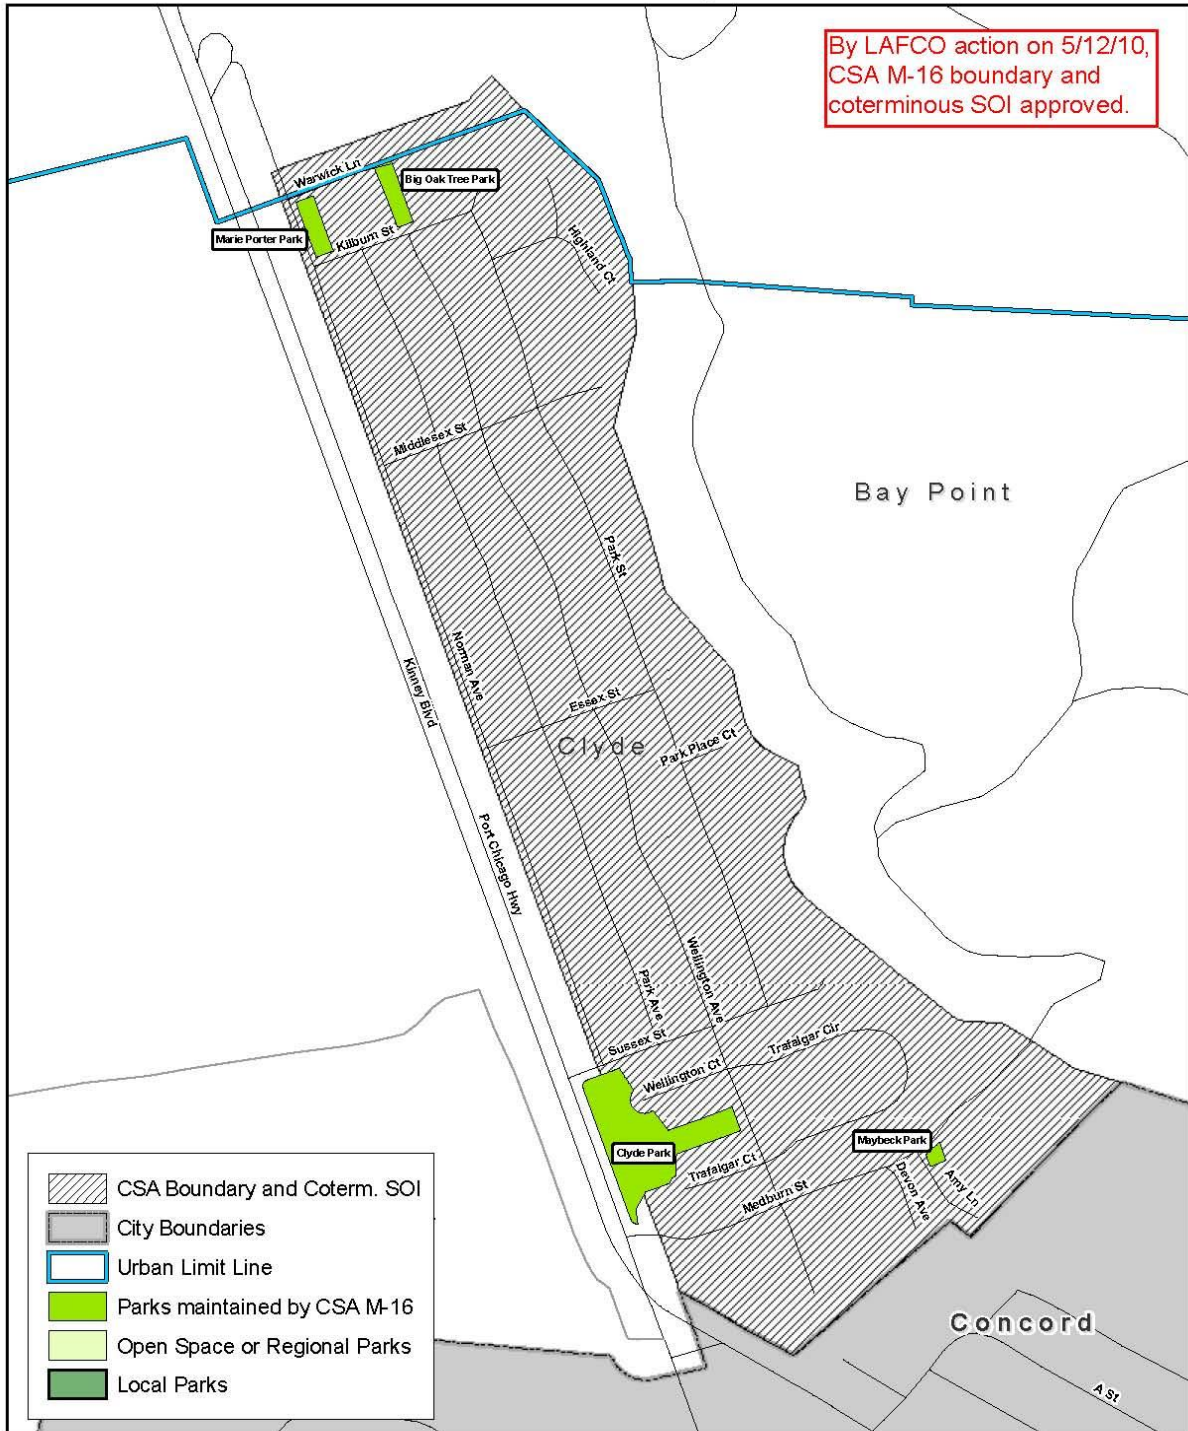 By LAFCO action on 5/12/10,
CSA M-16 boundary and
coterminous SOI approved.
Warwick Ln
Big Oak Tree Park
Marie Porter Park
Kilburn St
Highland Ct
Middlesex St
Bay Point
Park St
Norman Ave
Kinney Blvd
Essex St
Clyde
Park Place Ct
Port Chicago Hwy
Wellington Ave
Park Ave
Sussex St
Trafalgar Cir
Wellington Ct
Clyde Park
Maybeck Park
Trafalgar Ct
Medburn St
Devon Ave
Amy Ln
Concord
A St
CSA Boundary and Coterm. SOI
City Boundaries
Urban Limit Line
Parks maintained by CSA M-16
Open Space or Regional Parks
Local Parks